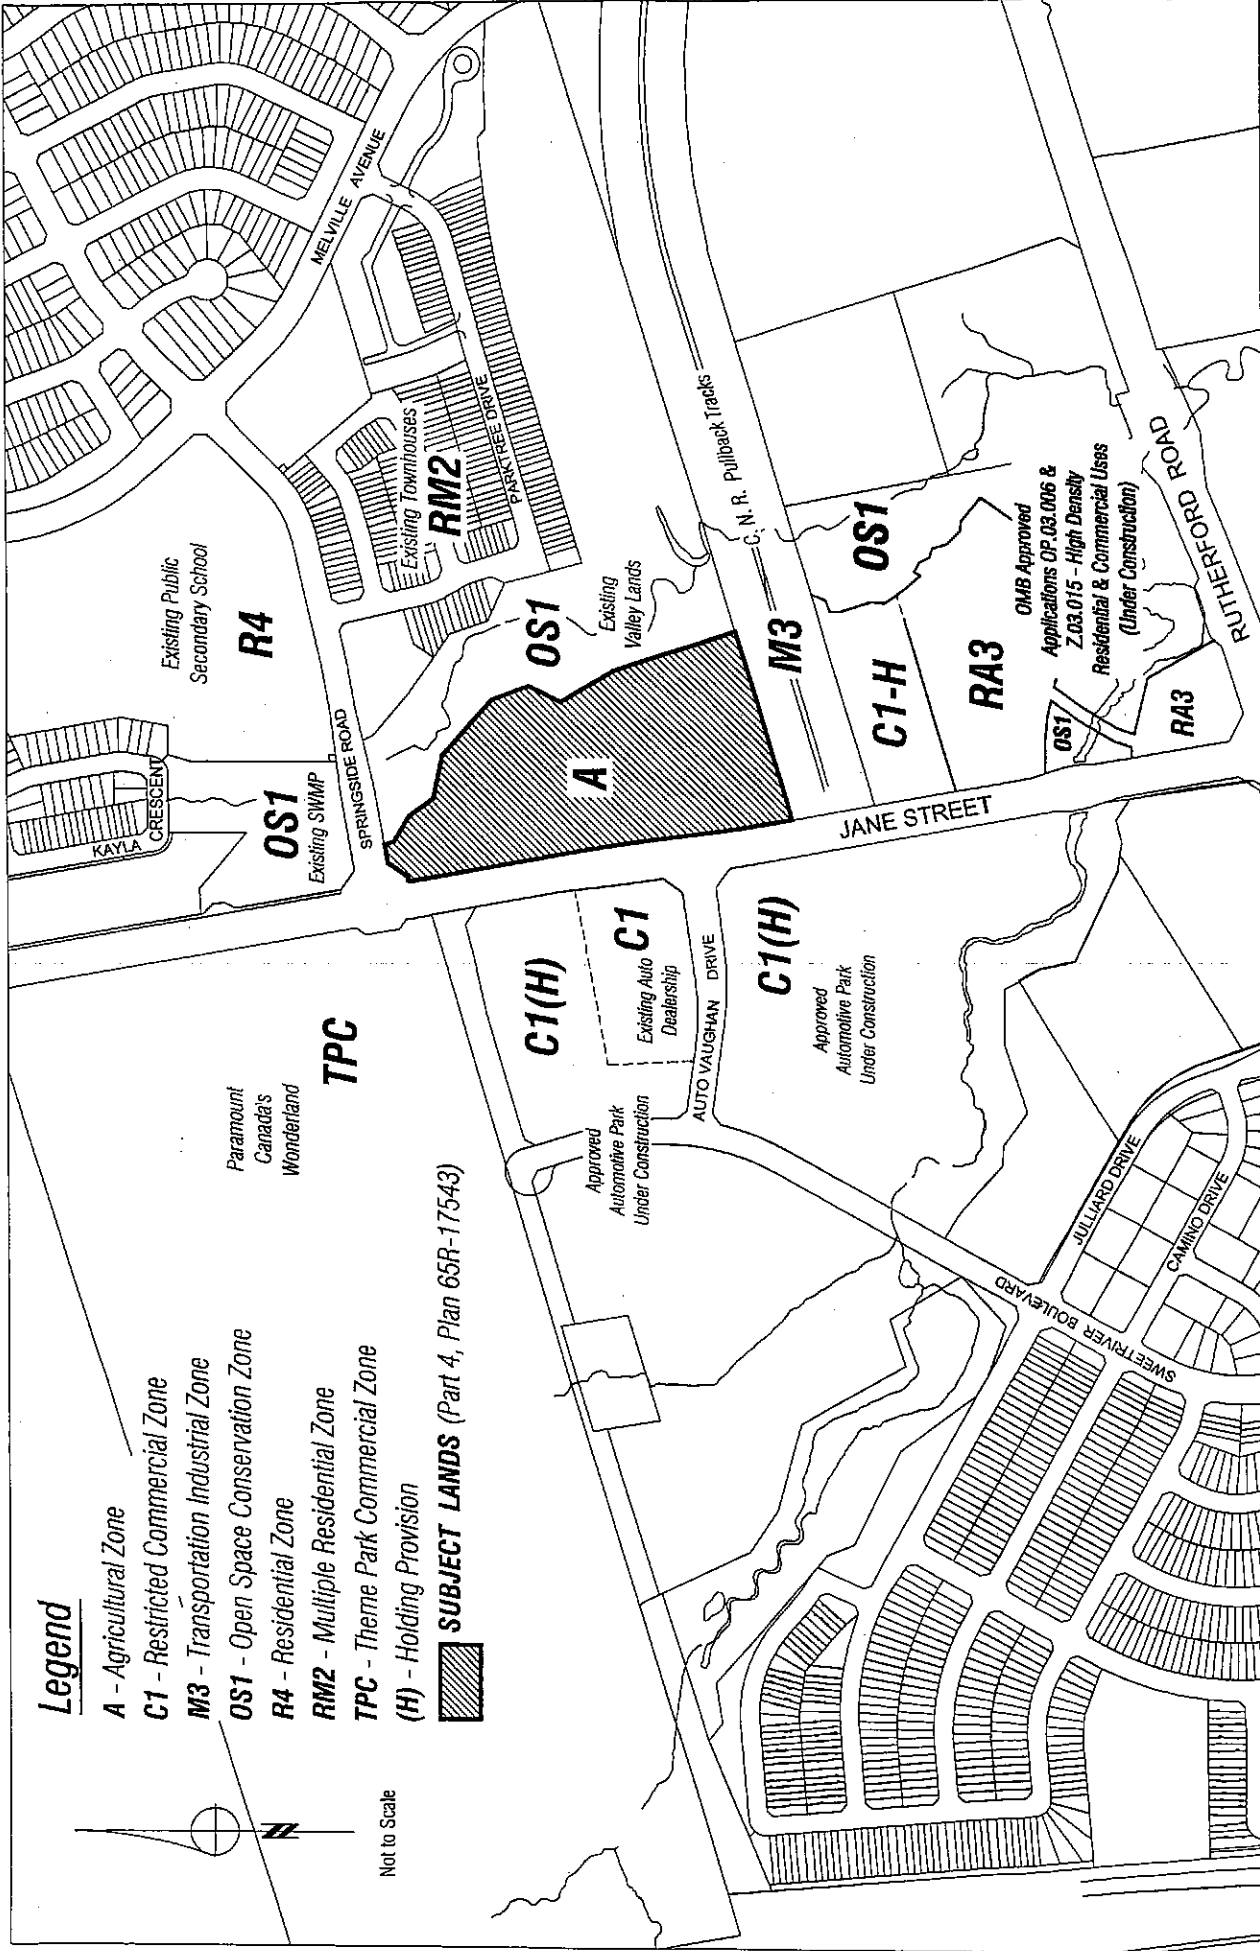 Legend
A - Agricultural Zone
C1 - Restricted Commercial Zone
M3 - Transportation Industrial Zone
OS1 - Open Space Conservation Zone
R4 - Residential Zone
RM2 - Multiple Residential Zone
TPC - Theme Park Commercial Zone
(H) - Holding Provision
SUBJECT LANDS (Part 4, Plan 65R-17543)
N
Not to Scale
Paramount
Canada's
Wonderland
TPC
KAYLA
CRESCENT
OS1
Existing SWMP
SPRINGSIDE ROAD
Existing Public
Secondary School
R4
MELVILLE AVENUE
Existing Townhouses
RM2
PARKTREE DRIVE
OS1
Existing
Valley Lands
A
C1(H)
C1
Existing Auto
Dealership
AUTO VAUGHAN DRIVE
Approved
Automotive Park
Under Construction
C1(H)
Approved
Automotive Park
Under Construction
JANE STREET
M3
C. N. R. Pullback Tracks
C1-H
OS1
RA3
OMB Approved
Applications OP.03.006 &
Z.03.015 - High Density
Residential & Commercial Uses
(Under Construction)
OS1
RA3
RUTHERFORD ROAD
JULLIARD DRIVE
CAMINO DRIVE
SWEETRIVER BOULEVARD